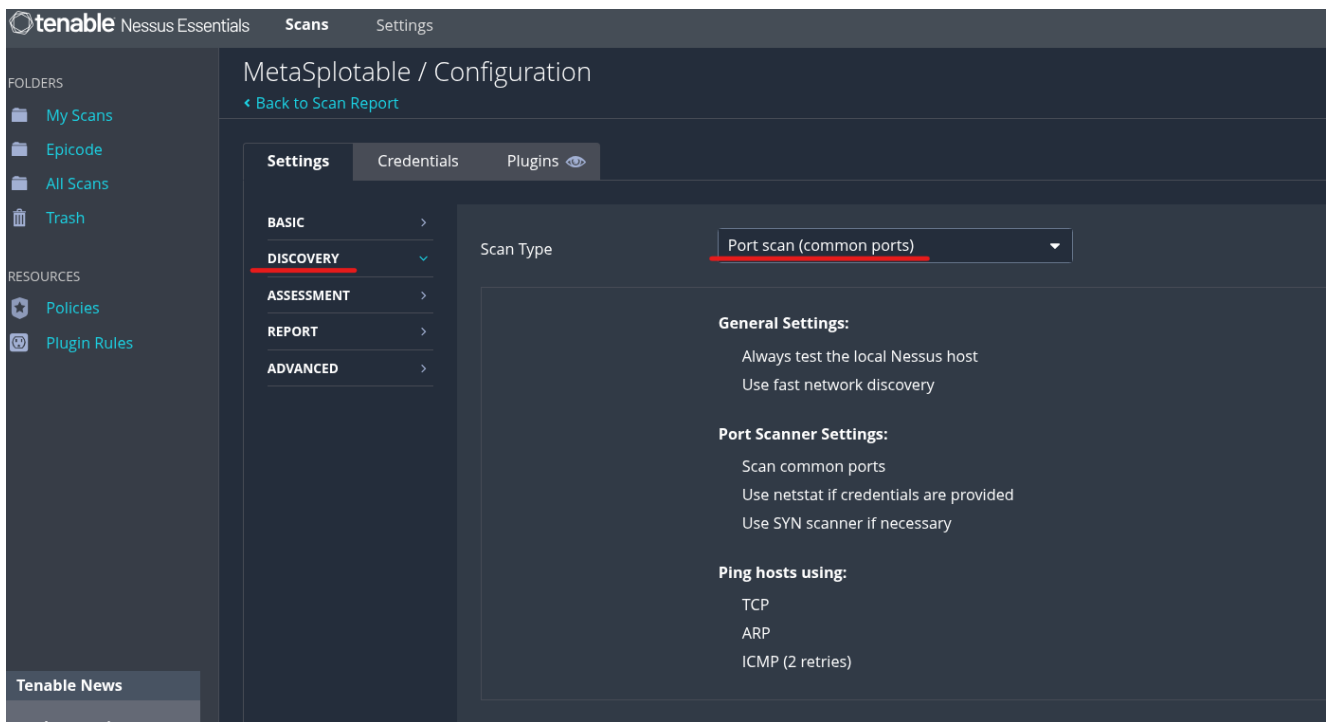 tenable Nessus Essentials
Scans
Settings
FOLDERS
My Scans
Epicode
All Scans
Trash
RESOURCES
Policies
Plugin Rules
Tenable News
MetaSplotable / Configuration
Back to Scan Report
Settings
Credentials
Plugins
BASIC
DISCOVERY
ASSESSMENT
REPORT
ADVANCED
Scan Type
Port scan (common ports)
General Settings:
Always test the local Nessus host
Use fast network discovery
Port Scanner Settings:
Scan common ports
Use netstat if credentials are provided
Use SYN scanner if necessary
Ping hosts using:
TCP
ARP
ICMP (2 retries)